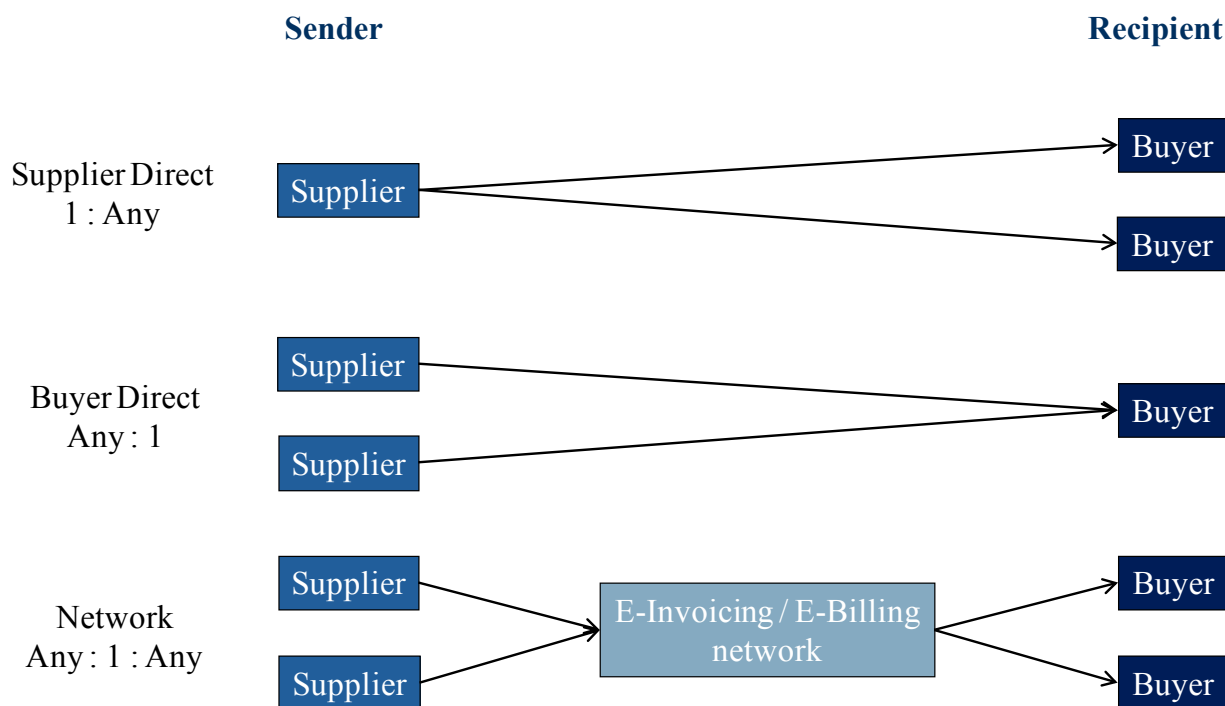 Sender
Recipient
Supplier Direct
1 : Any
Supplier
Buyer
Buyer
Buyer Direct
Any : 1
Supplier
Supplier
Buyer
Network
Any : 1 : Any
Supplier
Supplier
E-Invoicing / E-Billing
network
Buyer
Buyer